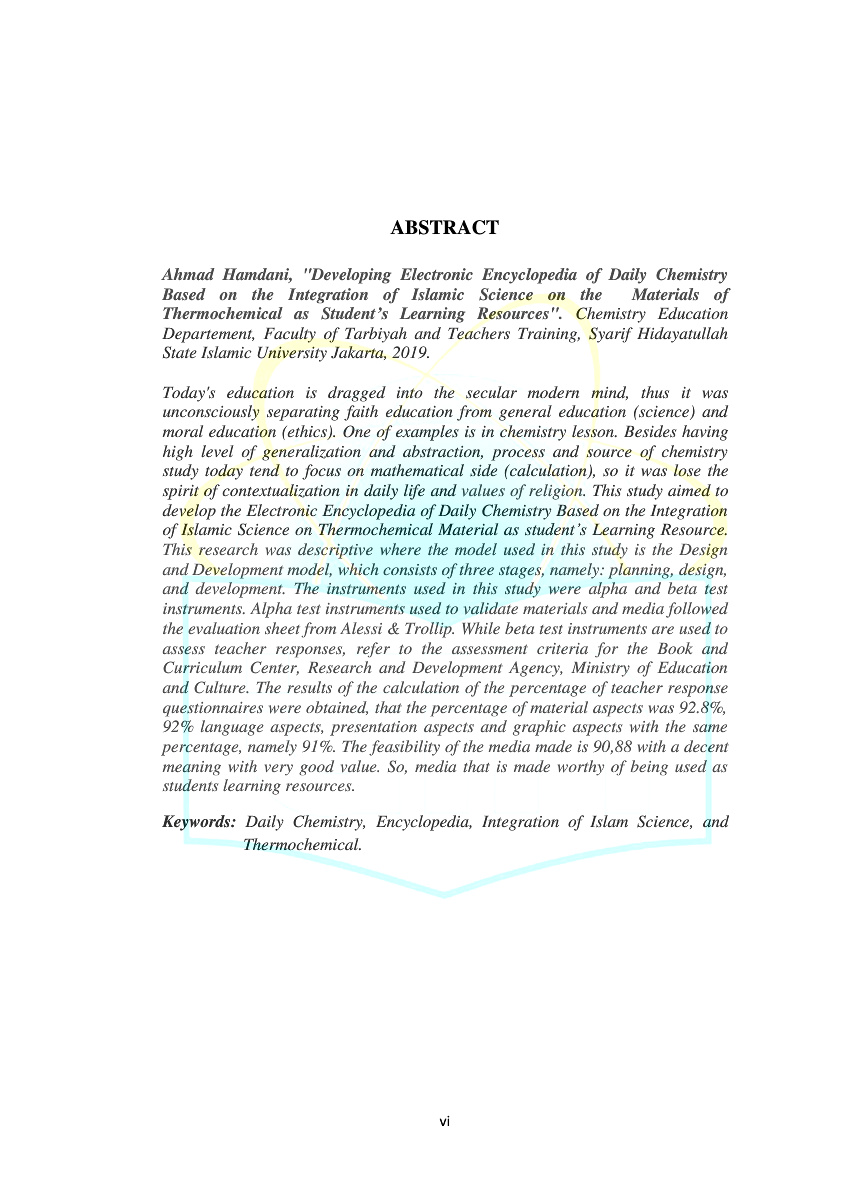 ABSTRACT
Ahmad Hamdani, "Developing Electronic Encyclopedia of Daily Chemistry
Based on the Integration of Islamic Science on the Materials of
Thermochemical as Student’s Learning Resources". Chemistry Education
Departement, Faculty of Tarbiyah and Teachers Training, Syarif Hidayatullah
State Islamic University Jakarta, 2019.
Today's education is dragged into the secular modern mind, thus it was
unconsciously separating faith education from general education (science) and
moral education (ethics). One of examples is in chemistry lesson. Besides having
high level of generalization and abstraction, process and source of chemistry
study today tend to focus on mathematical side (calculation), so it was lose the
spirit of contextualization in daily life and values of religion. This study aimed to
develop the Electronic Encyclopedia of Daily Chemistry Based on the Integration
of Islamic Science on Thermochemical Material as student’s Learning Resource.
This research was descriptive where the model used in this study is the Design
and Development model, which consists of three stages, namely: planning, design,
and development. The instruments used in this study were alpha and beta test
instruments. Alpha test instruments used to validate materials and media followed
the evaluation sheet from Alessi & Trollip. While beta test instruments are used to
assess teacher responses, refer to the assessment criteria for the Book and
Curriculum Center, Research and Development Agency, Ministry of Education
and Culture. The results of the calculation of the percentage of teacher response
questionnaires were obtained, that the percentage of material aspects was 92.8%,
92% language aspects, presentation aspects and graphic aspects with the same
percentage, namely 91%. The feasibility of the media made is 90,88 with a decent
meaning with very good value. So, media that is made worthy of being used as
students learning resources.
Keywords: Daily Chemistry, Encyclopedia, Integration of Islam Science, and
Thermochemical.
vi